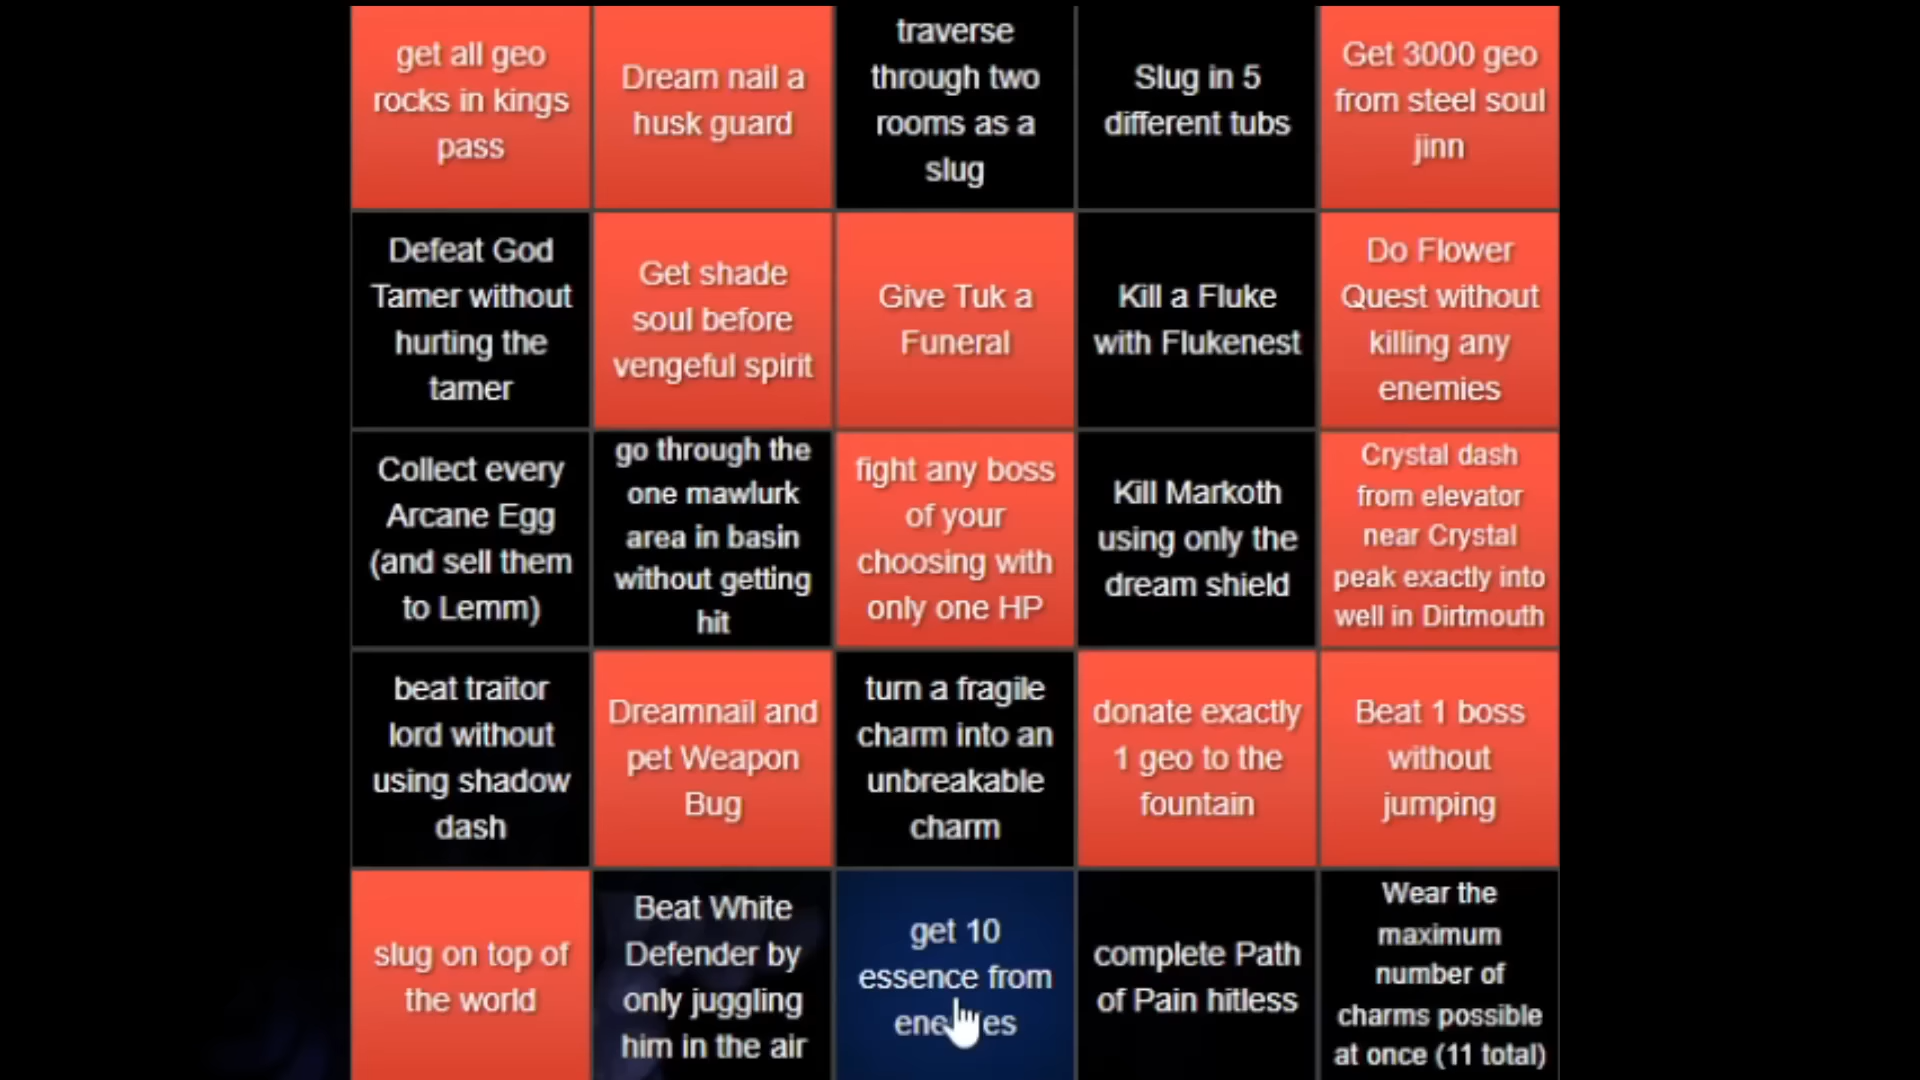 get all geo
rocks in kings
pass
Dream nail a
husk guard
traverse
through two
rooms as a
slug
Slug in 5
different tubs
Get 3000 geo
from steel soul
jinn
Defeat God
Tamer without
hurting the
tamer
Get shade
soul before
vengeful spirit
Give Tuk a
Funeral
Kill a Fluke
with Flukenest
Do Flower
Quest without
killing any
enemies
Collect every
Arcane Egg
(and sell them
to Lemm)
go through the
one mawlurk
area in basin
without getting
hit
fight any boss
of your
choosing with
only one HP
Kill Markoth
using only the
dream shield
Crystal dash
from elevator
near Crystal
peak exactly into
well in Dirtmouth
beat traitor
lord without
using shadow
dash
Dreamnail and
pet Weapon
Bug
turn a fragile
charm into an
unbreakable
charm
donate exactly
1 geo to the
fountain
Beat 1 boss
without
jumping
slug on top of
the world
Beat White
Defender by
only juggling
him in the air
get 10
essence from
enemies
complete Path
of Pain hitless
Wear the
maximum
number of
charms possible
at once (11 total)